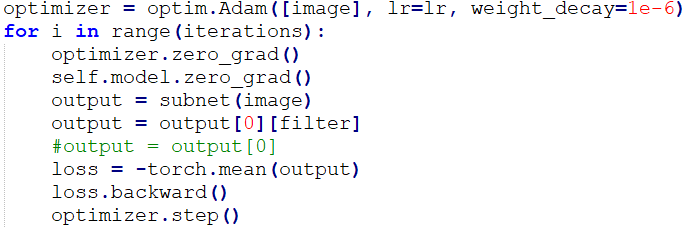 optimizer = optim.Adam([image], lr=lr, weight_decay=1e-6)
for i in range(iterations):
    optimizer.zero_grad()
    self.model.zero_grad()
    output = subnet(image)
    output = output[0][filter]
    #output = output[0]
    loss = -torch.mean(output)
    loss.backward()
    optimizer.step()